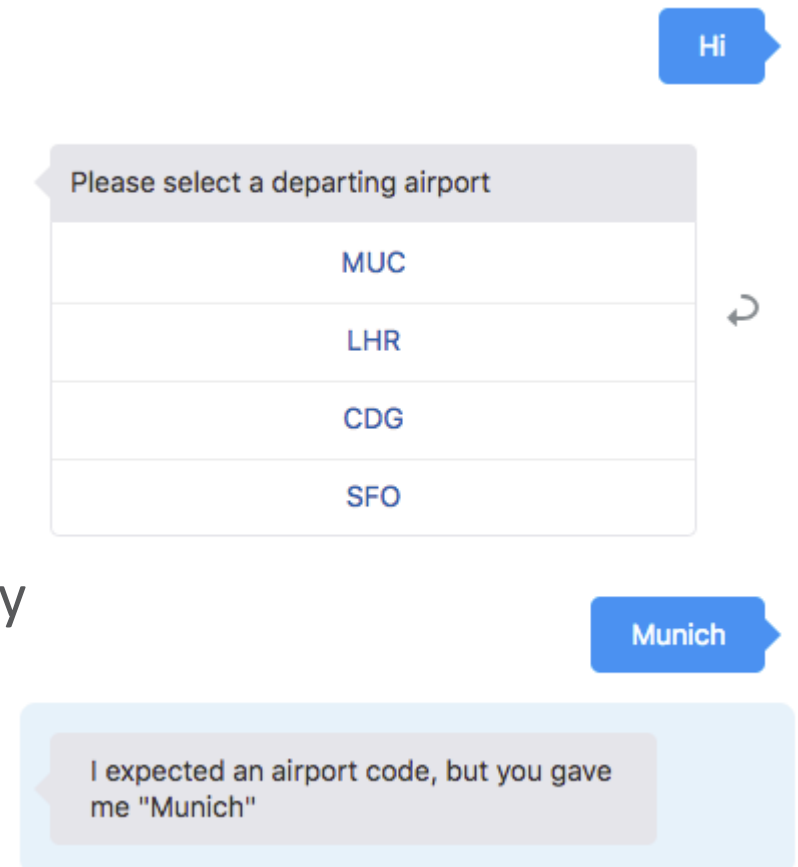 Hi
Please select a departing airport
MUC
LHR
CDG
SFO
y
Munich
I expected an airport code, but you gave
me "Munich"